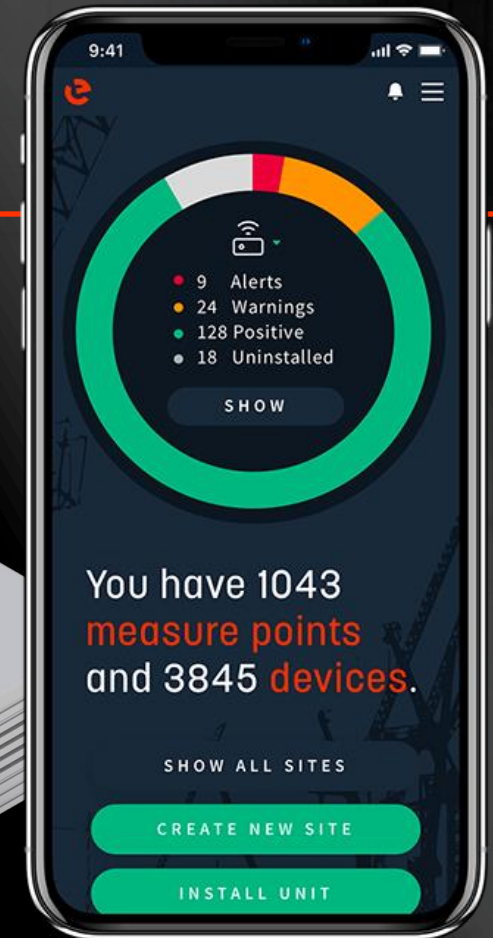 9:41
9 Alerts
24 Warnings
128 Positive
18 Uninstalled
SHOW
You have 1043
measure points
and 3845 devices.
SHOW ALL SITES
CREATE NEW SITE
INSTALL UNIT